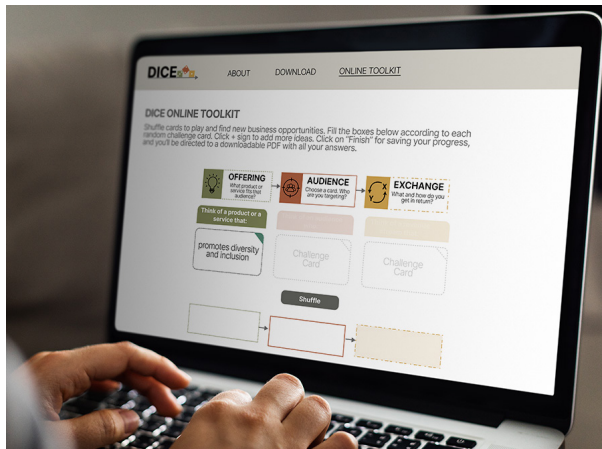 DICE
ABOUT
DOWNLOAD
ONLINE TOOLKIT
DICE ONLINE TOOLKIT
Shuffle cards to play and find new business opportunities. Fill the boxes below according to each
random challenge card. Click + sign to add more ideas. Click on "Finish" for saving your progress,
and you'll be directed to a downloadable PDF with all your answers.
OFFERING
What product or
service fits that
audience?
AUDIENCE
Choose a card. Who
are you targeting?
X
Y
EXCHANGE
What and how do you
get in return?
Think of a product or a
service that:
promotes diversity
and inclusion
Challenge
Card
Challenge
Card
Shuffle